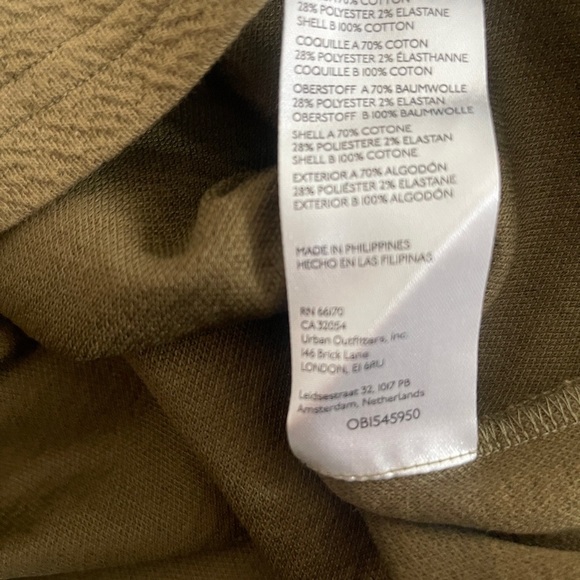 70% COTTON
28% POLYESTER 2% ELASTANE
SHELL B 100% COTTON
COQUILLE A 70% COTON
28% POLYESTER 2% ÉLASTHANNE
COQUILLE B 100% COTON
OBERSTOFF A 70% BAUMWOLLE
28% POLYESTER 2% ELASTAN
OBERSTOFF B 100% BAUMWOLLE
SHELL A 70% COTONE
28% POLIESTERE 2% ELASTAN
SHELL B 100% COTONE
EXTERIOR A 70% ALGODÓN
28% POLIÉSTER 2% ELASTANE
EXTERIOR B 100% ALGODÓN
MADE IN PHILIPPINES
HECHO EN LAS FILIPINAS
RN 66170
CA 32054
Urban Outfitters, Inc.
146 Brick Lane
LONDON, E1 6RU
Leidsestraat 32, 1017 PB
Amsterdam, Netherlands
OB1545950